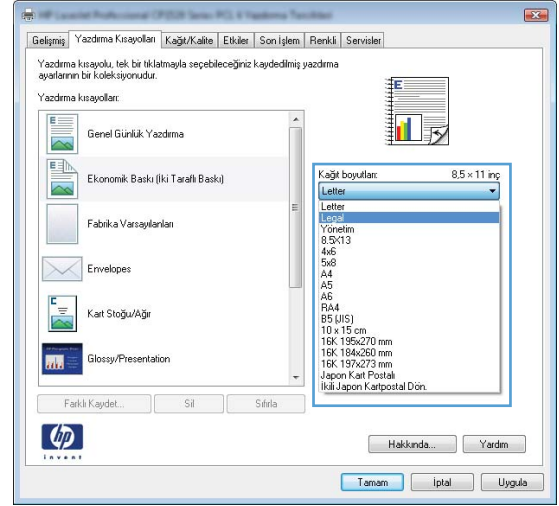 Gelişmiş Yazdırma Kısayolları Kağıt/Kalite Etkiler Son İşlem Renkli Servisler
Yazdırma kısayolu, tek bir tıklatmayla seçebileceğiniz kaydedilmiş yazdırma
ayarlarının bir koleksiyonudur.
Yazdırma kısayolları:
Genel Günlük Yazdırma
Ekonomik Baskı (İki Taraflı Baskı)
Fabrika Varsayılanları
Envelopes
Kart Stoğu/Ağır
Glossy/Presentation
Farklı Kaydet... Sil Sıfırla
E
Kağıt boyutları: 8,5 × 11 inç
Letter
Letter
Legal
Yönetim
8.5X13
4x6
5x8
A4
A5
A6
RA4
B5 (JIS)
10 x 15 cm
16K 195x270 mm
16K 184x260 mm
16K 197x273 mm
Japon Kart Postalı
İkili Japon Kartpostal Dön.
hp
invent
Hakkında... Yardım
Tamam İptal Uygula